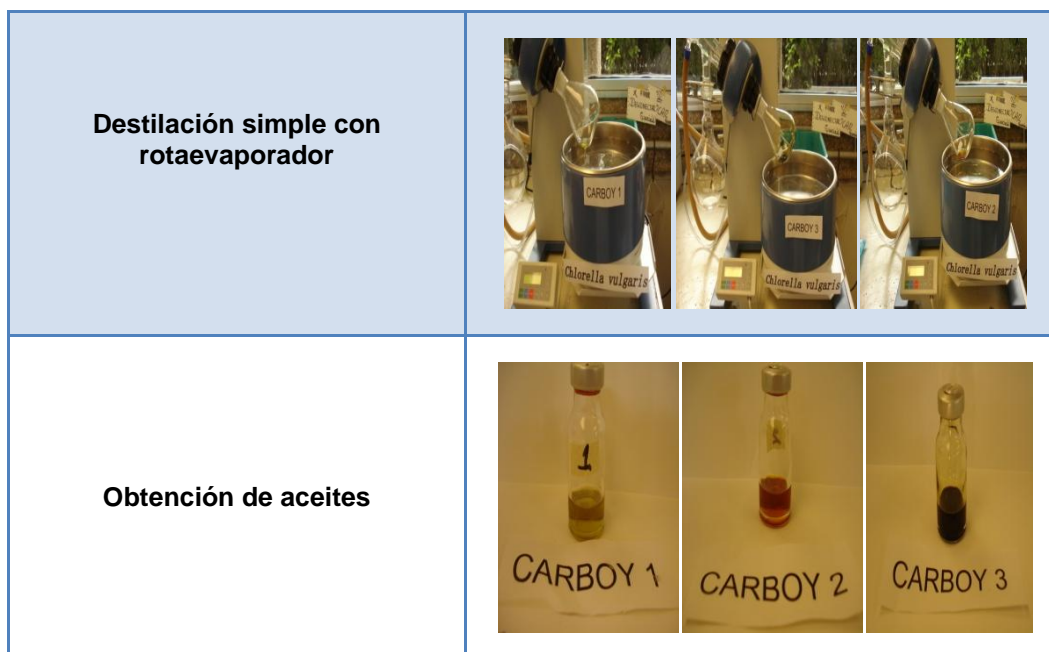 Destilación simple con
rotaevaporador
CARBOY 1
Chlorella vulgaris
CARBOY 3
Chlorella vulgaris
CARBOY 2
Chlorella vulgaris
Obtención de aceites
1
CARBOY 1
CARBOY 2
CARBOY 3